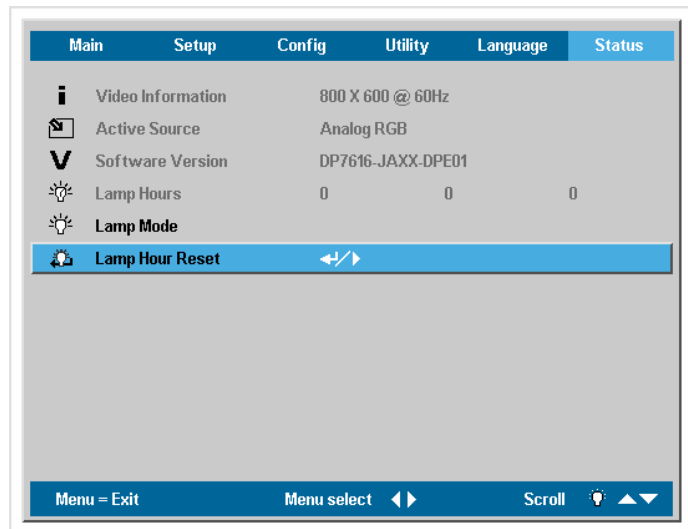 Main Setup Config Utility Language Status
i Video Information 800 X 600 @ 60Hz
Active Source Analog RGB
V Software Version DP7616-JAXX-DPE01
Lamp Hours 0 0 0
Lamp Mode
Lamp Hour Reset
Menu = Exit Menu select Scroll